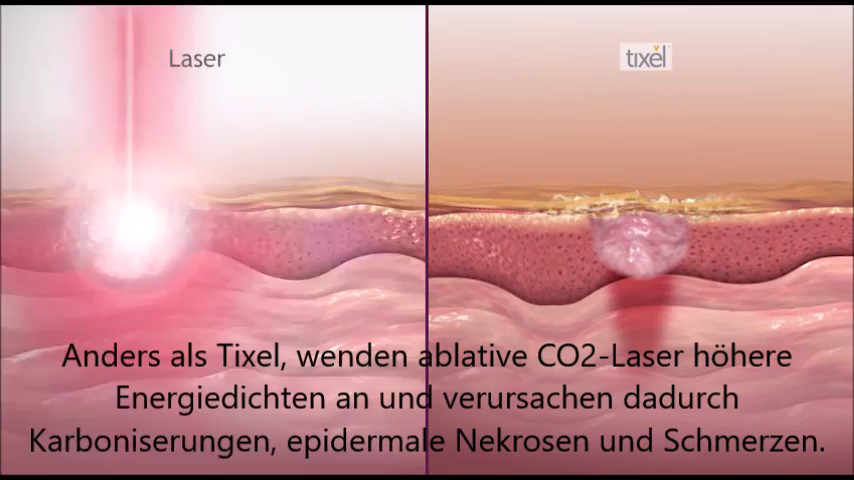 Laser
tixel
Anders als Tixel, wenden ablative CO2-Laser höhere
Energiedichten an und verursachen dadurch
Karboniserungen, epidermale Nekrosen und Schmerzen.